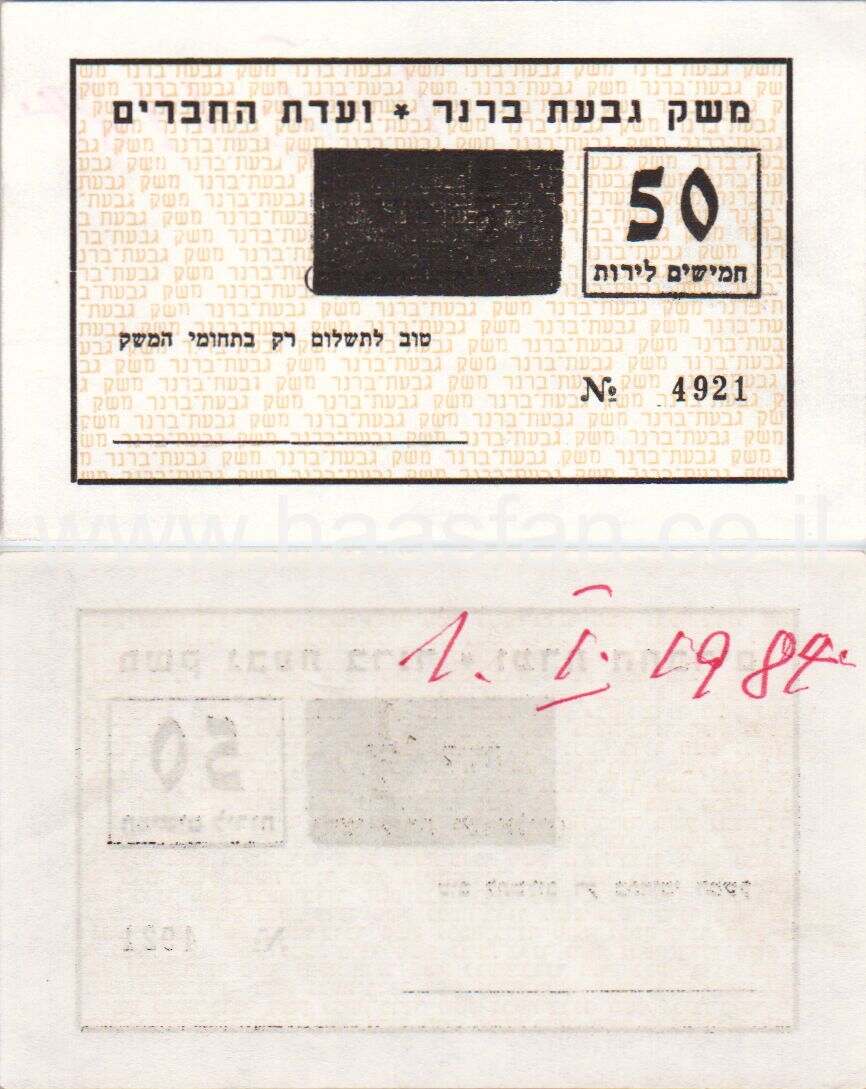 משק גבעת ברנר * ועדת החברים
50
חמישים לירות
טוב לתשלום רק בתחומי המשק
№ 4921
www.haasfan.co.il
1. I. 1984